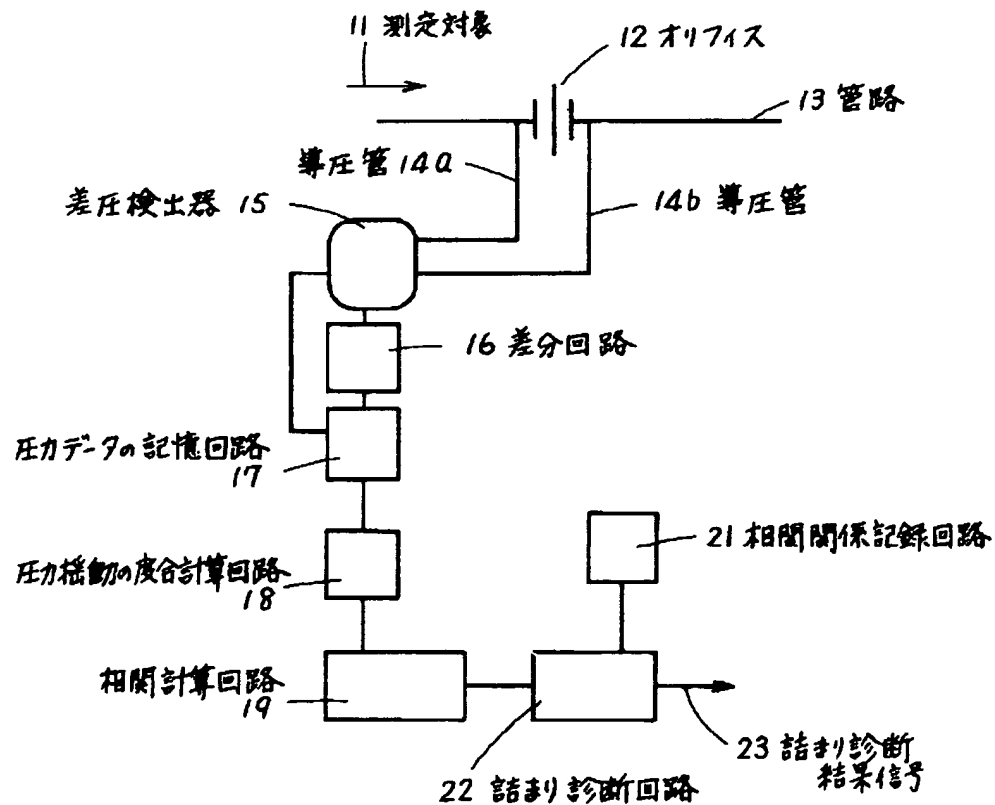 11 測定対象
12 オリフィス
13 管路
導圧管 14a
14b 導圧管
差圧検出器 15
16 差分回路
圧力データの記憶回路
17
21 相関関係記録回路
圧力揺動の度合計算回路
18
相関計算回路
19
23 詰まり診断
結果信号
22 詰まり診断回路